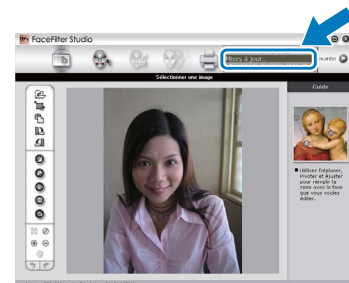 FaceFilter Studio
Mises à jour...
Sélectionner une image
Guide
Utilisez Déplacer,
Pivoter et Ajuster
pour remplir la
zone avec la face
que vous voulez
éditer.